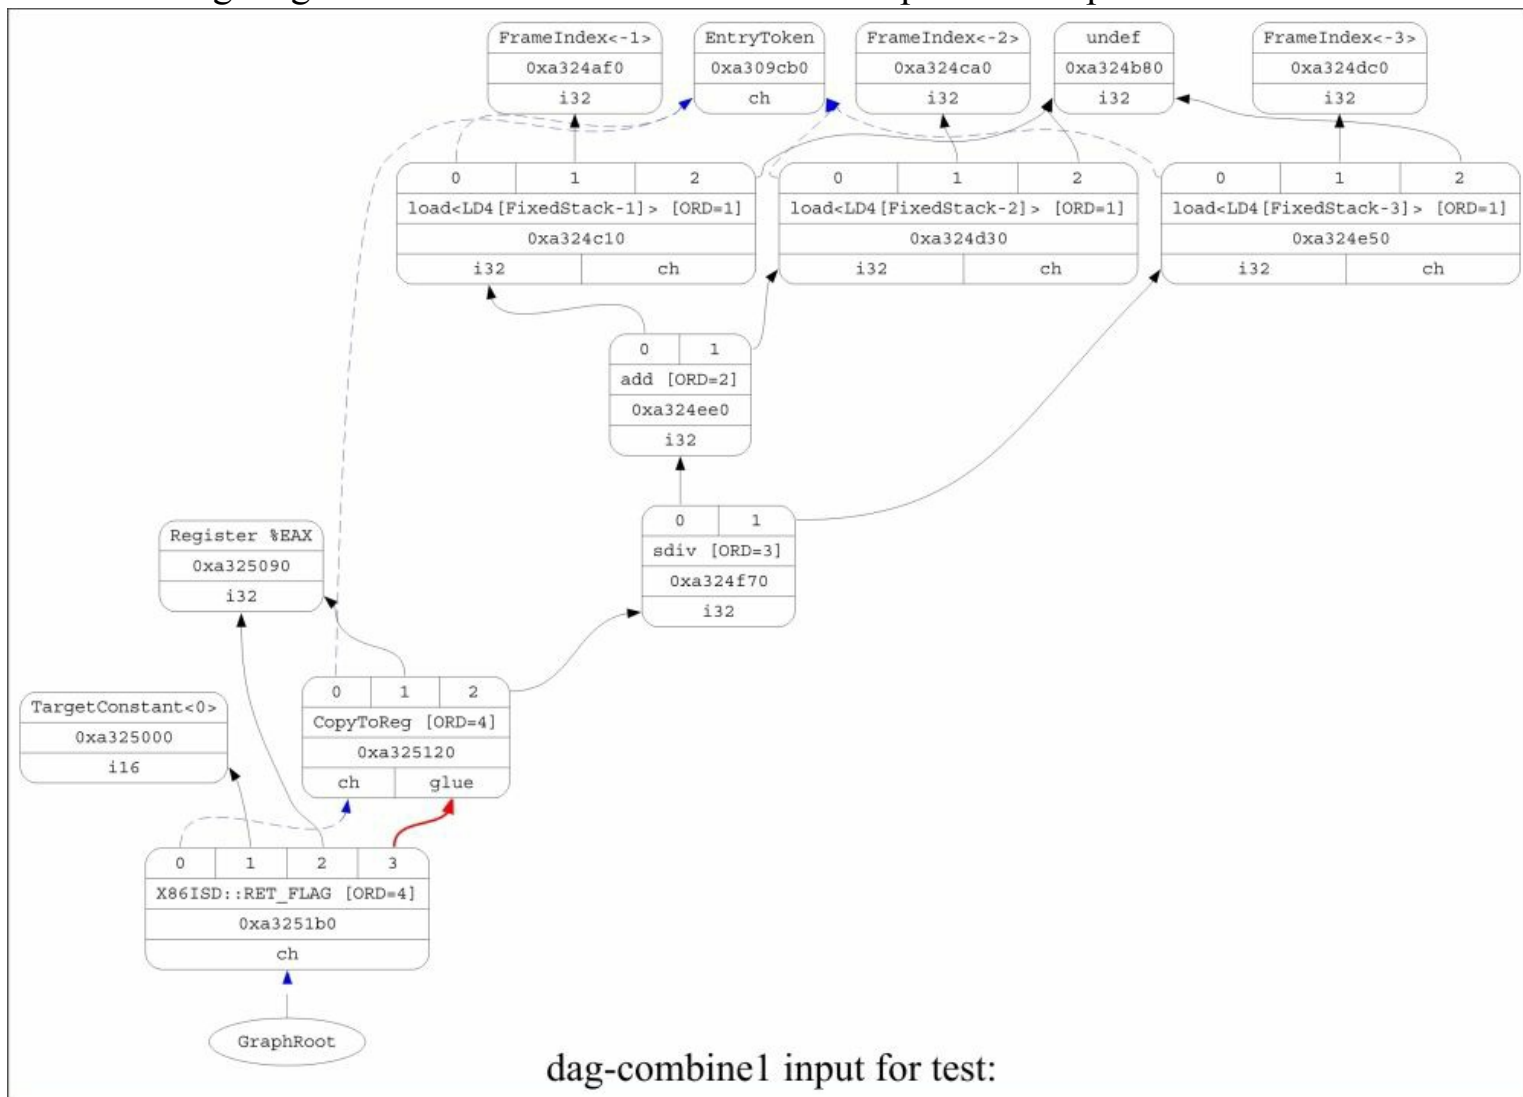 FrameIndex<-1>
0xa324af0
i32
EntryToken
0xa309cb0
ch
FrameIndex<-2>
0xa324ca0
i32
undef
0xa324b80
i32
FrameIndex<-3>
0xa324dc0
i32
0 1 2
load<LD4[FixedStack-1]> [ORD=1]
0xa324c10
i32 ch
0 1 2
load<LD4[FixedStack-2]> [ORD=1]
0xa324d30
i32 ch
0 1 2
load<LD4[FixedStack-3]> [ORD=1]
0xa324e50
i32 ch
0 1
add [ORD=2]
0xa324ee0
i32
0 1
sdiv [ORD=3]
0xa324f70
i32
Register %EAX
0xa325090
i32
TargetConstant<0>
0xa325000
i16
0 1 2
CopyToReg [ORD=4]
0xa325120
ch glue
0 1 2 3
X86ISD::RET_FLAG [ORD=4]
0xa3251b0
ch
GraphRoot
dag-combine1 input for test: